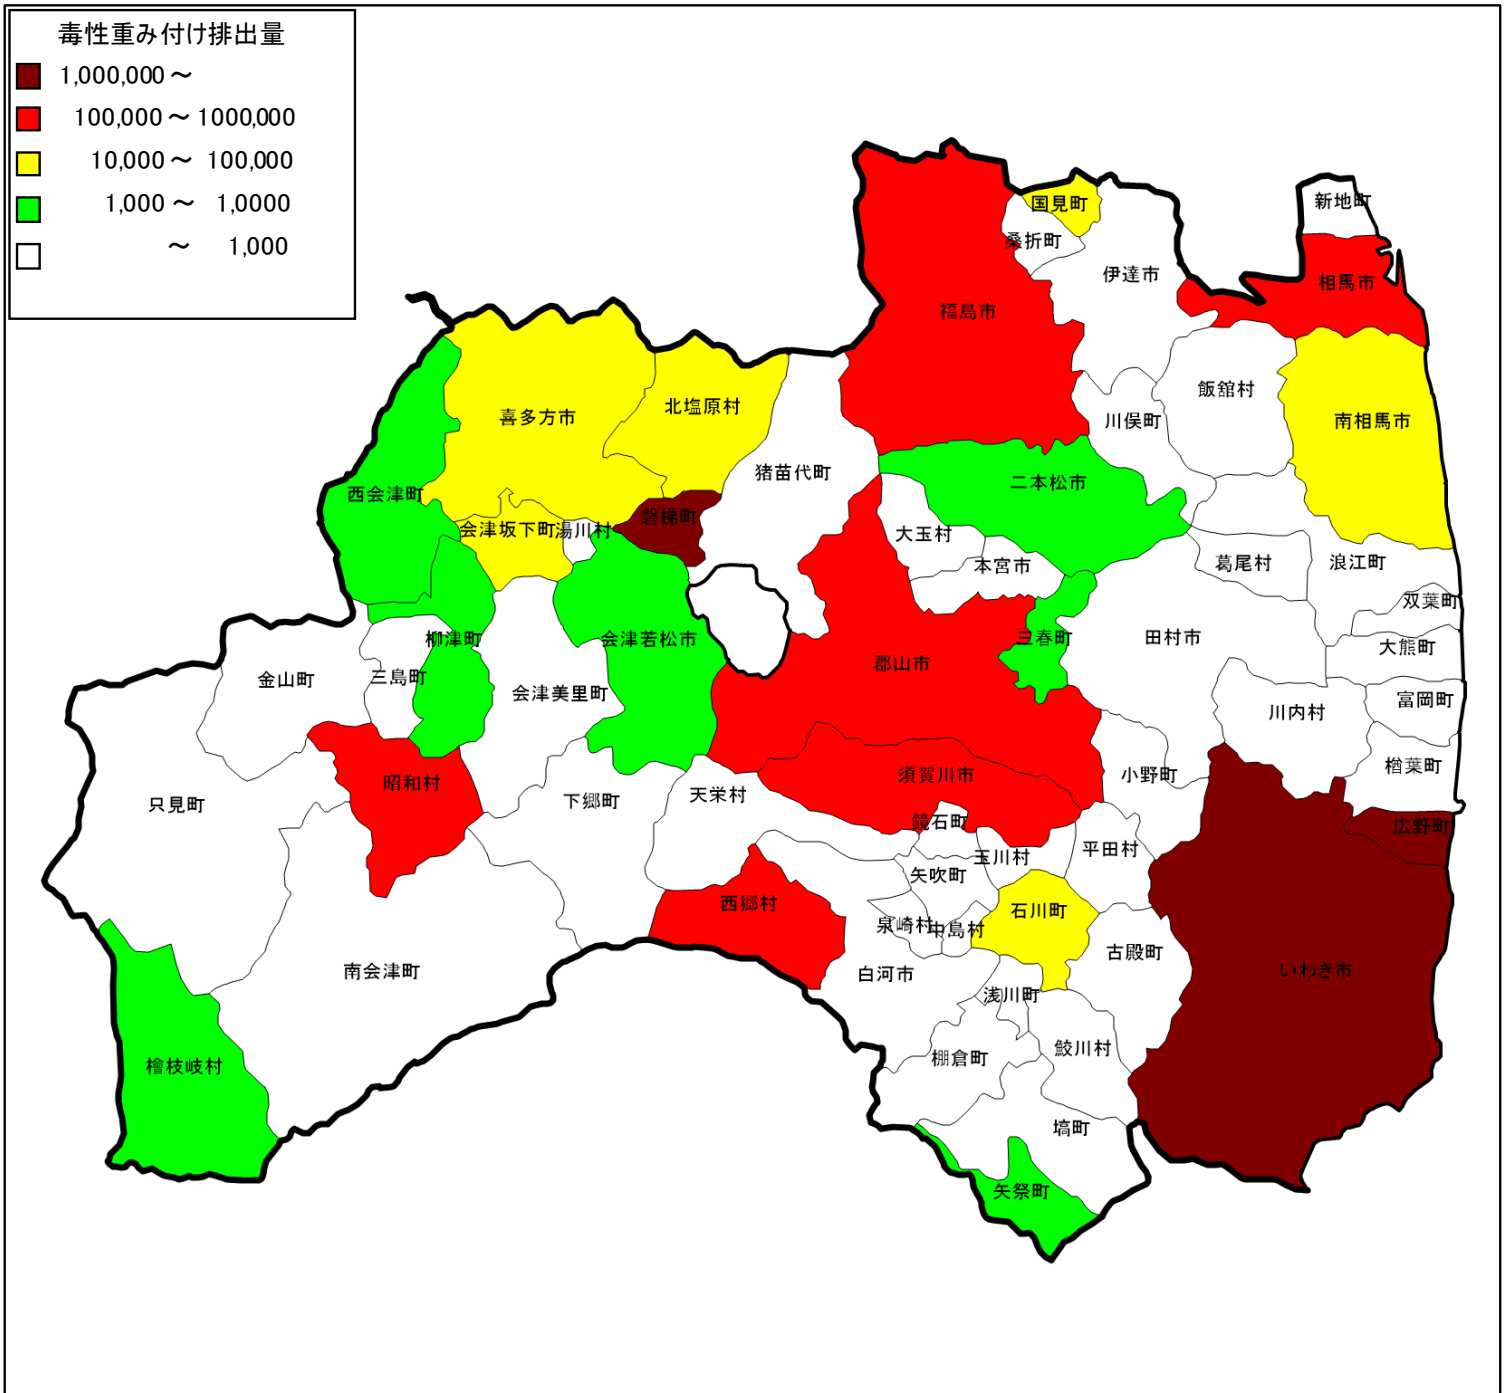 毒性重み付け排出量
1,000,000～
100,000～1000,000
10,000～ 100,000
1,000～ 1,0000
～ 1,000
新地町
国見町
桑折町
伊達市
相馬市
福島市
飯舘村
北塩原村
喜多方市
川俣町
南相馬市
猪苗代町
二本松市
西会津町
磐梯町
会津坂下町
湯川村
大玉村
本宮市
葛尾村
浪江町
双葉町
柳津町
会津若松市
三春町
田村市
大熊町
郡山市
金山町
三島町
会津美里町
富岡町
川内村
楢葉町
昭和村
須賀川市
小野町
只見町
下郷町
天栄村
鏡石町
広野町
玉川村
平田村
矢吹町
西郷村
石川町
泉崎村
中島村
古殿町
南会津町
白河市
いわき市
浅川町
鮫川村
棚倉町
檜枝岐村
塙町
矢祭町